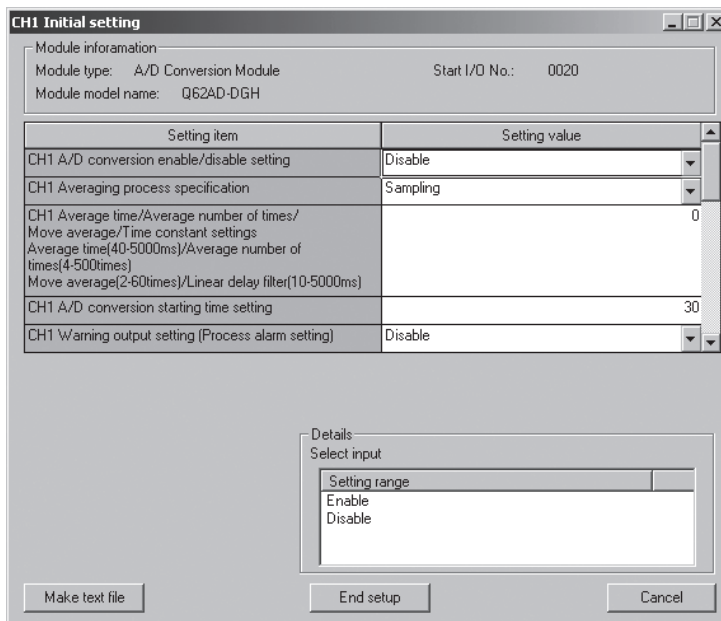 CH1 Initial setting
Module inforamation
Module type: A/D Conversion Module Start I/O No.: 0020
Module model name: Q62AD-DGH
Setting item Setting value
CH1 A/D conversion enable/disable setting Disable
CH1 Averaging process specification Sampling
CH1 Average time/Average number of times/ 0
Move average/Time constant settings
Average time(40-5000ms)/Average number of
times(4-500times)
Move average(2-60times)/Linear delay filter(10-5000ms)
CH1 A/D conversion starting time setting 30
CH1 Warning output setting (Process alarm setting) Disable
Details
Select input
Setting range
Enable
Disable
Make text file End setup Cancel